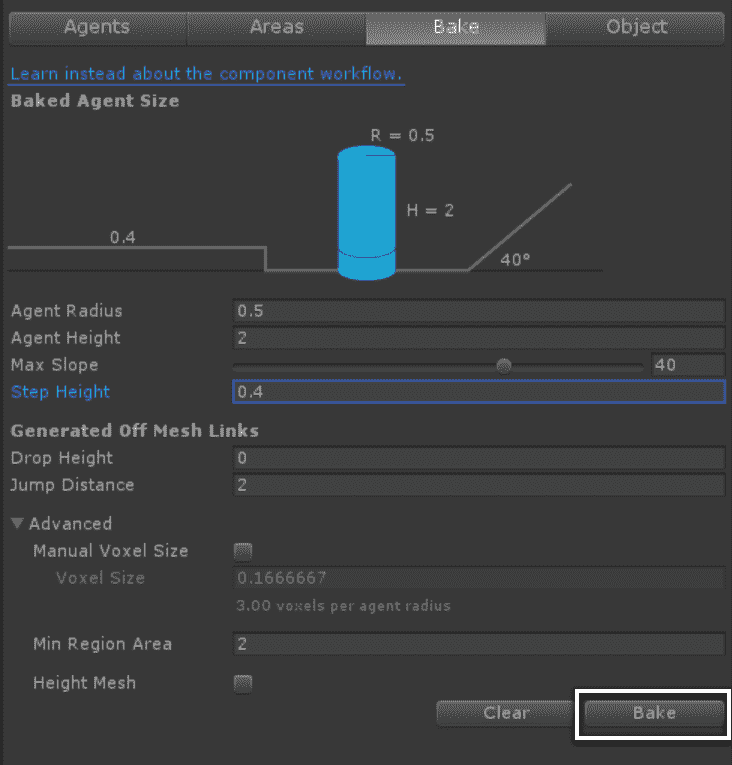 Agents Areas Bake Object
Learn instead about the component workflow.
Baked Agent Size
R = 0.5
H = 2
0.4
40°
Agent Radius 0.5
Agent Height 2
Max Slope 40
Step Height 0.4
Generated Off Mesh Links
Drop Height 0
Jump Distance 2
Advanced
Manual Voxel Size
Voxel Size 0.1666667
3.00 voxels per agent radius
Min Region Area 2
Height Mesh
Clear Bake